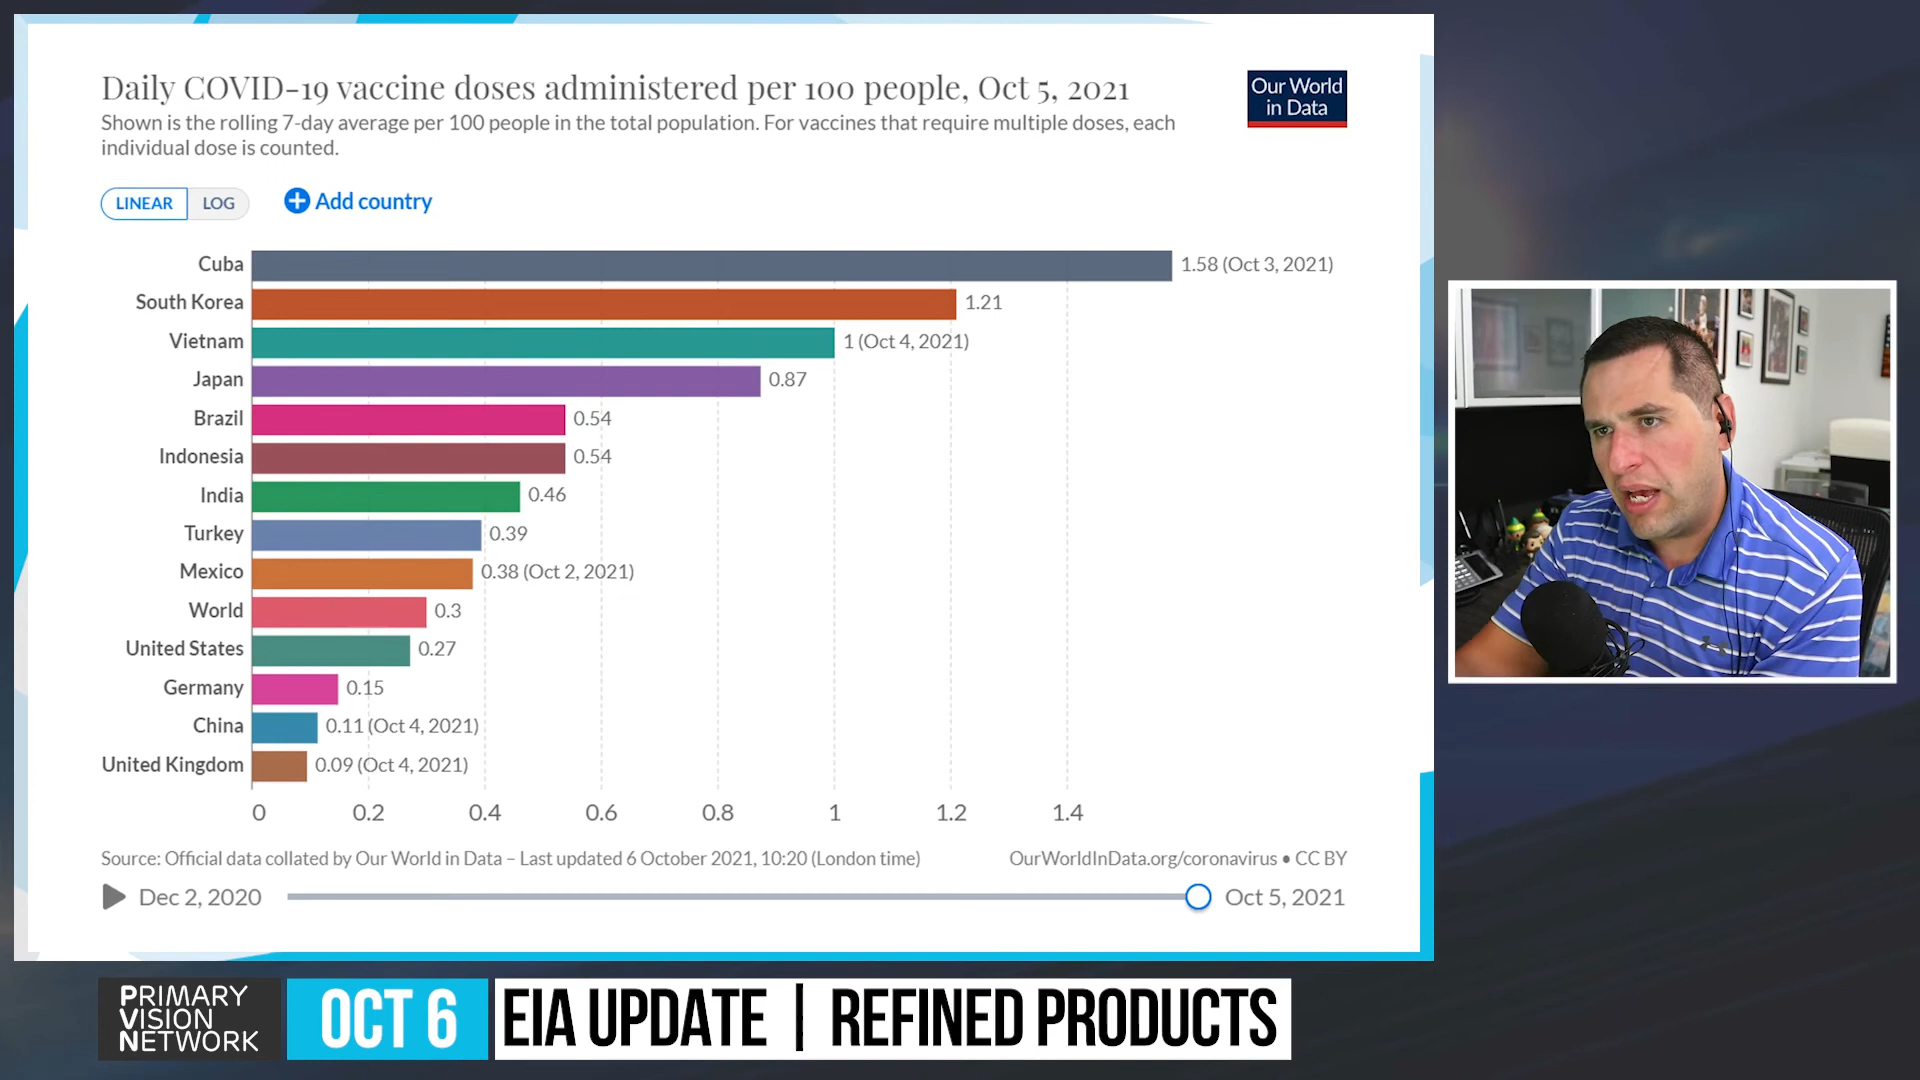 Daily COVID-19 vaccine doses administered per 100 people, Oct 5, 2021
Shown is the rolling 7-day average per 100 people in the total population. For vaccines that require multiple doses, each
individual dose is counted.
Our World
in Data
LINEAR LOG
Add country
Cuba 1.58 (Oct 3, 2021)
South Korea 1.21
Vietnam 1 (Oct 4, 2021)
Japan 0.87
Brazil 0.54
Indonesia 0.54
India 0.46
Turkey 0.39
Mexico 0.38 (Oct 2, 2021)
World 0.3
United States 0.27
Germany 0.15
China 0.11 (Oct 4, 2021)
United Kingdom 0.09 (Oct 4, 2021)
0 0.2 0.4 0.6 0.8 1 1.2 1.4
Source: Official data collated by Our World in Data – Last updated 6 October 2021, 10:20 (London time)
OurWorldInData.org/coronavirus • CC BY
Dec 2, 2020 Oct 5, 2021
PRIMARY
VISION
NETWORK
OCT 6
EIA UPDATE | REFINED PRODUCTS